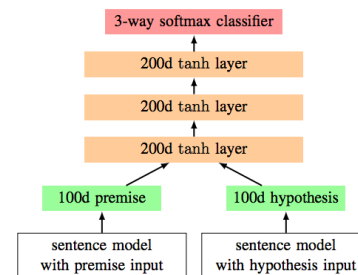 3-way softmax classifier
200d tanh layer
200d tanh layer
200d tanh layer
100d premise
100d hypothesis
sentence model
with premise input
sentence model
with hypothesis input